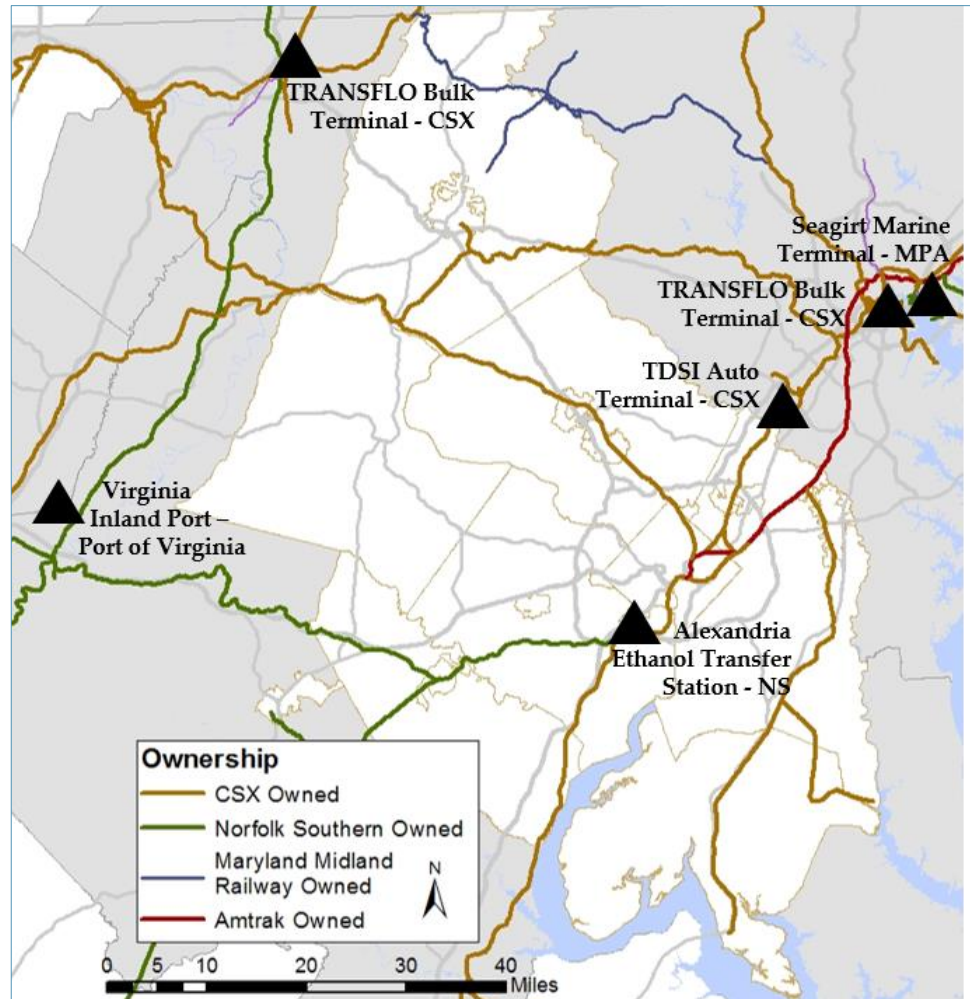 TRANSFLO Bulk
Terminal - CSX
Seagirt Marine
Terminal - MPA
TRANSFLO Bulk
Terminal - CSX
TDSI Auto
Terminal - CSX
Virginia
Inland Port –
Port of Virginia
Alexandria
Ethanol Transfer
Station - NS
Ownership
CSX Owned
Norfolk Southern Owned
Maryland Midland
Railway Owned
Amtrak Owned
N
0 5 10 20 30 40
Miles